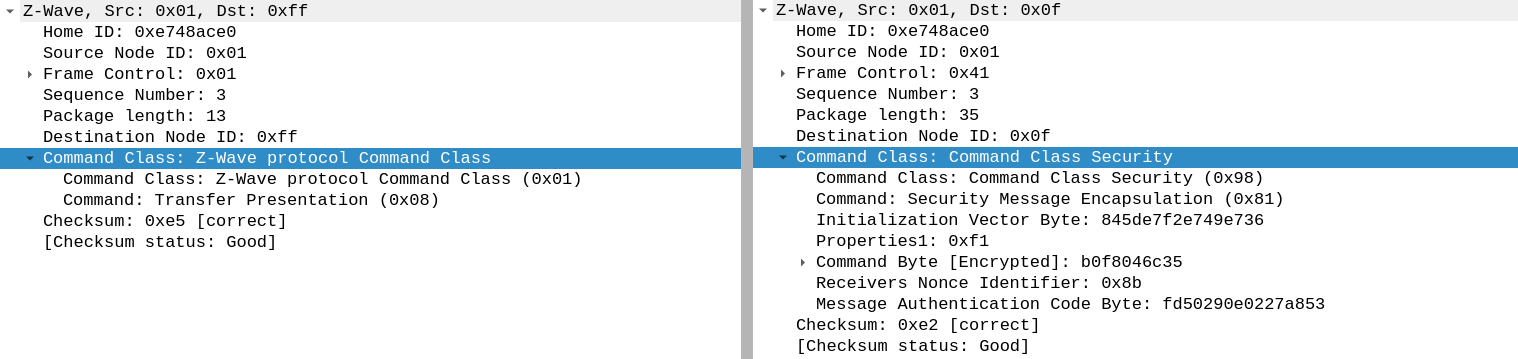 Z-Wave, Src: 0x01, Dst: 0xff
Home ID: 0xe748ace0
Source Node ID: 0x01
Frame Control: 0x01
Sequence Number: 3
Package length: 13
Destination Node ID: 0xff
Command Class: Z-Wave protocol Command Class
Command Class: Z-Wave protocol Command Class (0x01)
Command: Transfer Presentation (0x08)
Checksum: 0xe5 [correct]
[Checksum status: Good]
Z-Wave, Src: 0x01, Dst: 0x0f
Home ID: 0xe748ace0
Source Node ID: 0x01
Frame Control: 0x41
Sequence Number: 3
Package length: 35
Destination Node ID: 0x0f
Command Class: Command Class Security
Command Class: Command Class Security (0x98)
Command: Security Message Encapsulation (0x81)
Initialization Vector Byte: 845de7f2e749e736
Properties1: 0xf1
Command Byte [Encrypted]: b0f8046c35
Receivers Nonce Identifier: 0x8b
Message Authentication Code Byte: fd50290e0227a853
Checksum: 0xe2 [correct]
[Checksum status: Good]